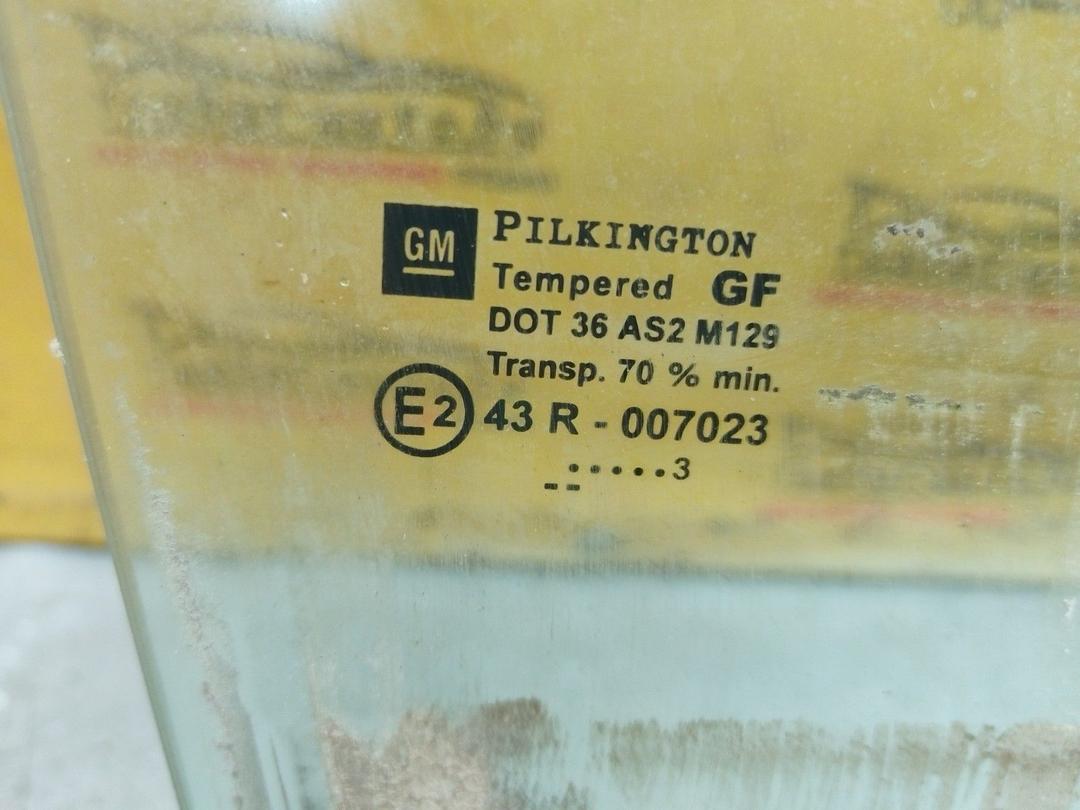 GM
PILKINGTON
Tempered GF
DOT 36 AS2 M129
Transp. 70 % min.
E2 43 R - 007023
.....3
--